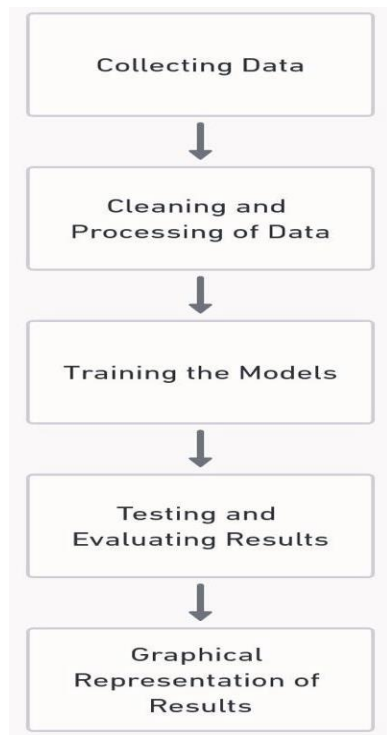 Collecting Data
Cleaning and
Processing of Data
Training the Models
Testing and
Evaluating Results
Graphical
Representation of
Results